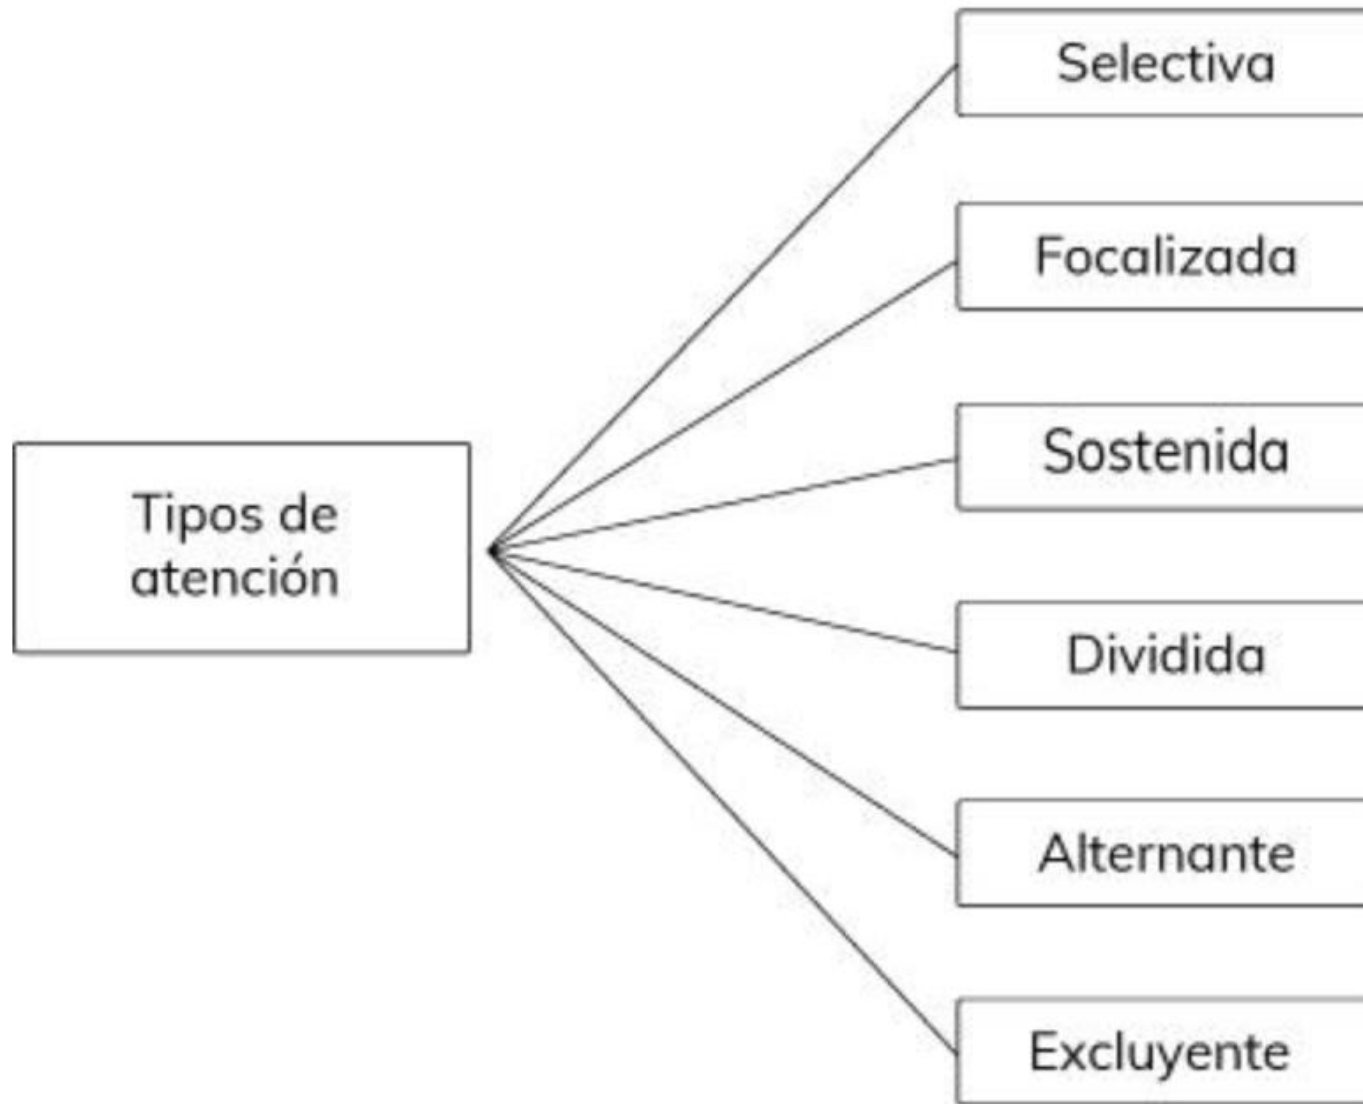 Selectiva
Focalizada
Sostenida
Tipos de
atención
Dividida
Alternante
Excluyente